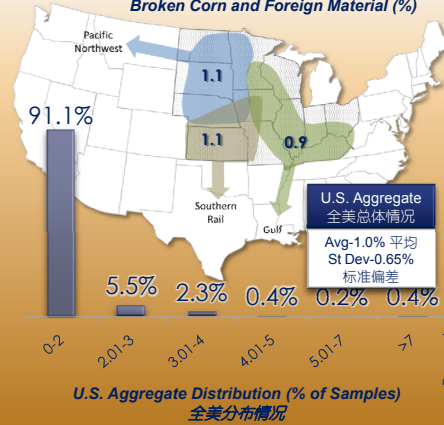 Broken Corn and Foreign Material (%)
Pacific
Northwest
1.1
1.1
0.9
Southern
Rail
Gulf
U.S. Aggregate
全美总体情况
Avg-1.0% 平均
St Dev-0.65%
标准偏差
91.1%
5.5%
2.3%
0.4%
0.2%
0.4%
0-2
2.01-3
3.01-4
4.01-5
5.01-7
>7
U.S. Aggregate Distribution (% of Samples)
全美分布情况